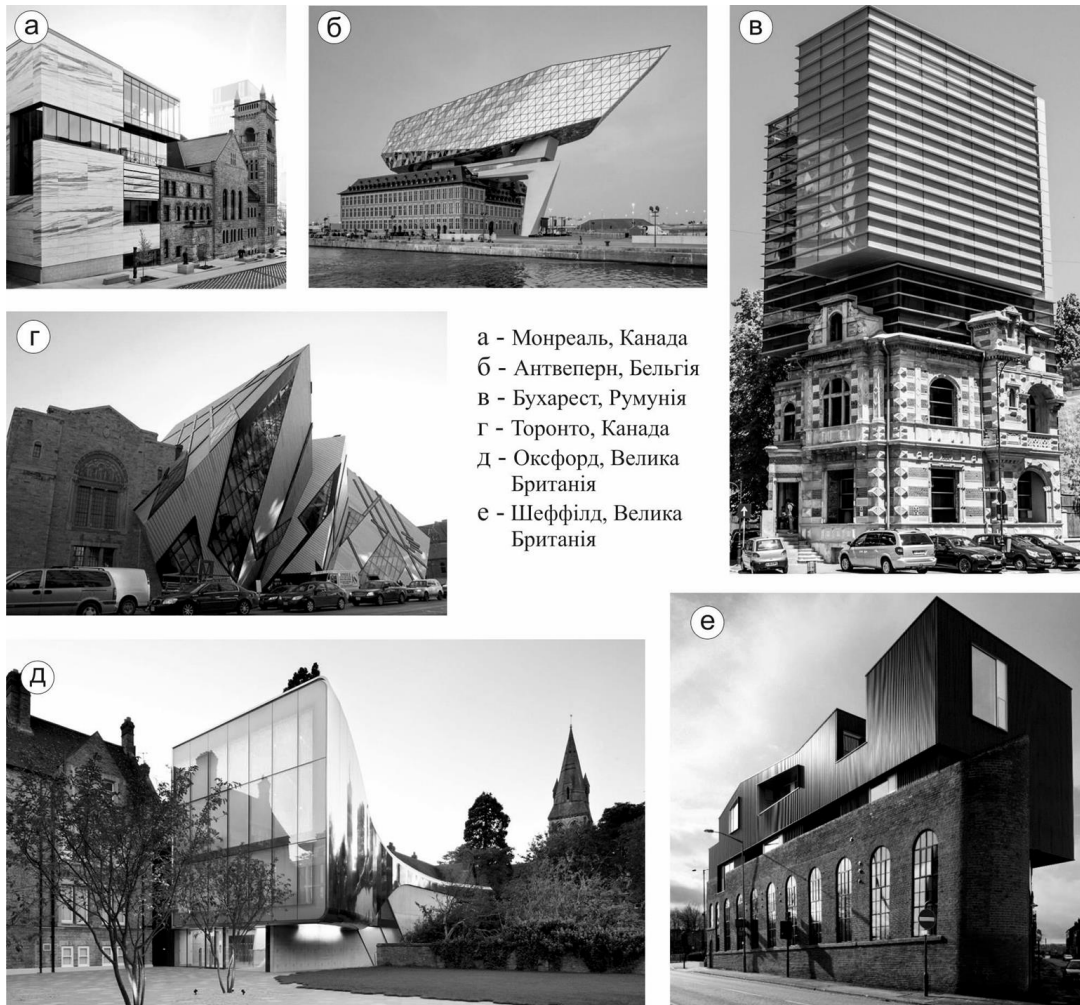 а
б
в
г
а - Монреаль, Канада
б - Антвеперн, Бельгія
в - Бухарест, Румунія
г - Торонто, Канада
д - Оксфорд, Велика
Британія
е - Шеффілд, Велика
Британія
д
е